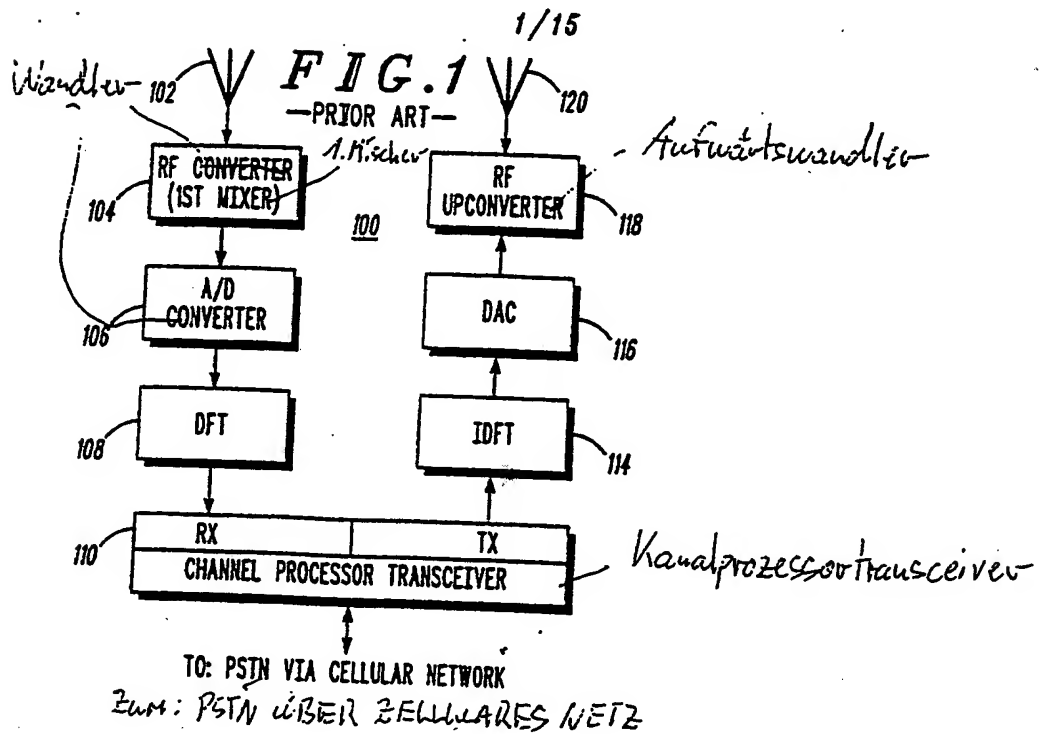 1/15
FIG.1
—PRIOR ART—
Wandler
102
120
RF CONVERTER
(1ST MIXER)
1. Mischer
104
100
RF
UPCONVERTER
Aufwärtswandler
118
A/D
CONVERTER
106
DAC
116
DFT
108
IDFT
114
RX
TX
110
CHANNEL PROCESSOR TRANSCEIVER
Kanalprozessortransceiver
TO: PSTN VIA CELLULAR NETWORK
Zum: PSTN ÜBER ZELLULARES NETZ